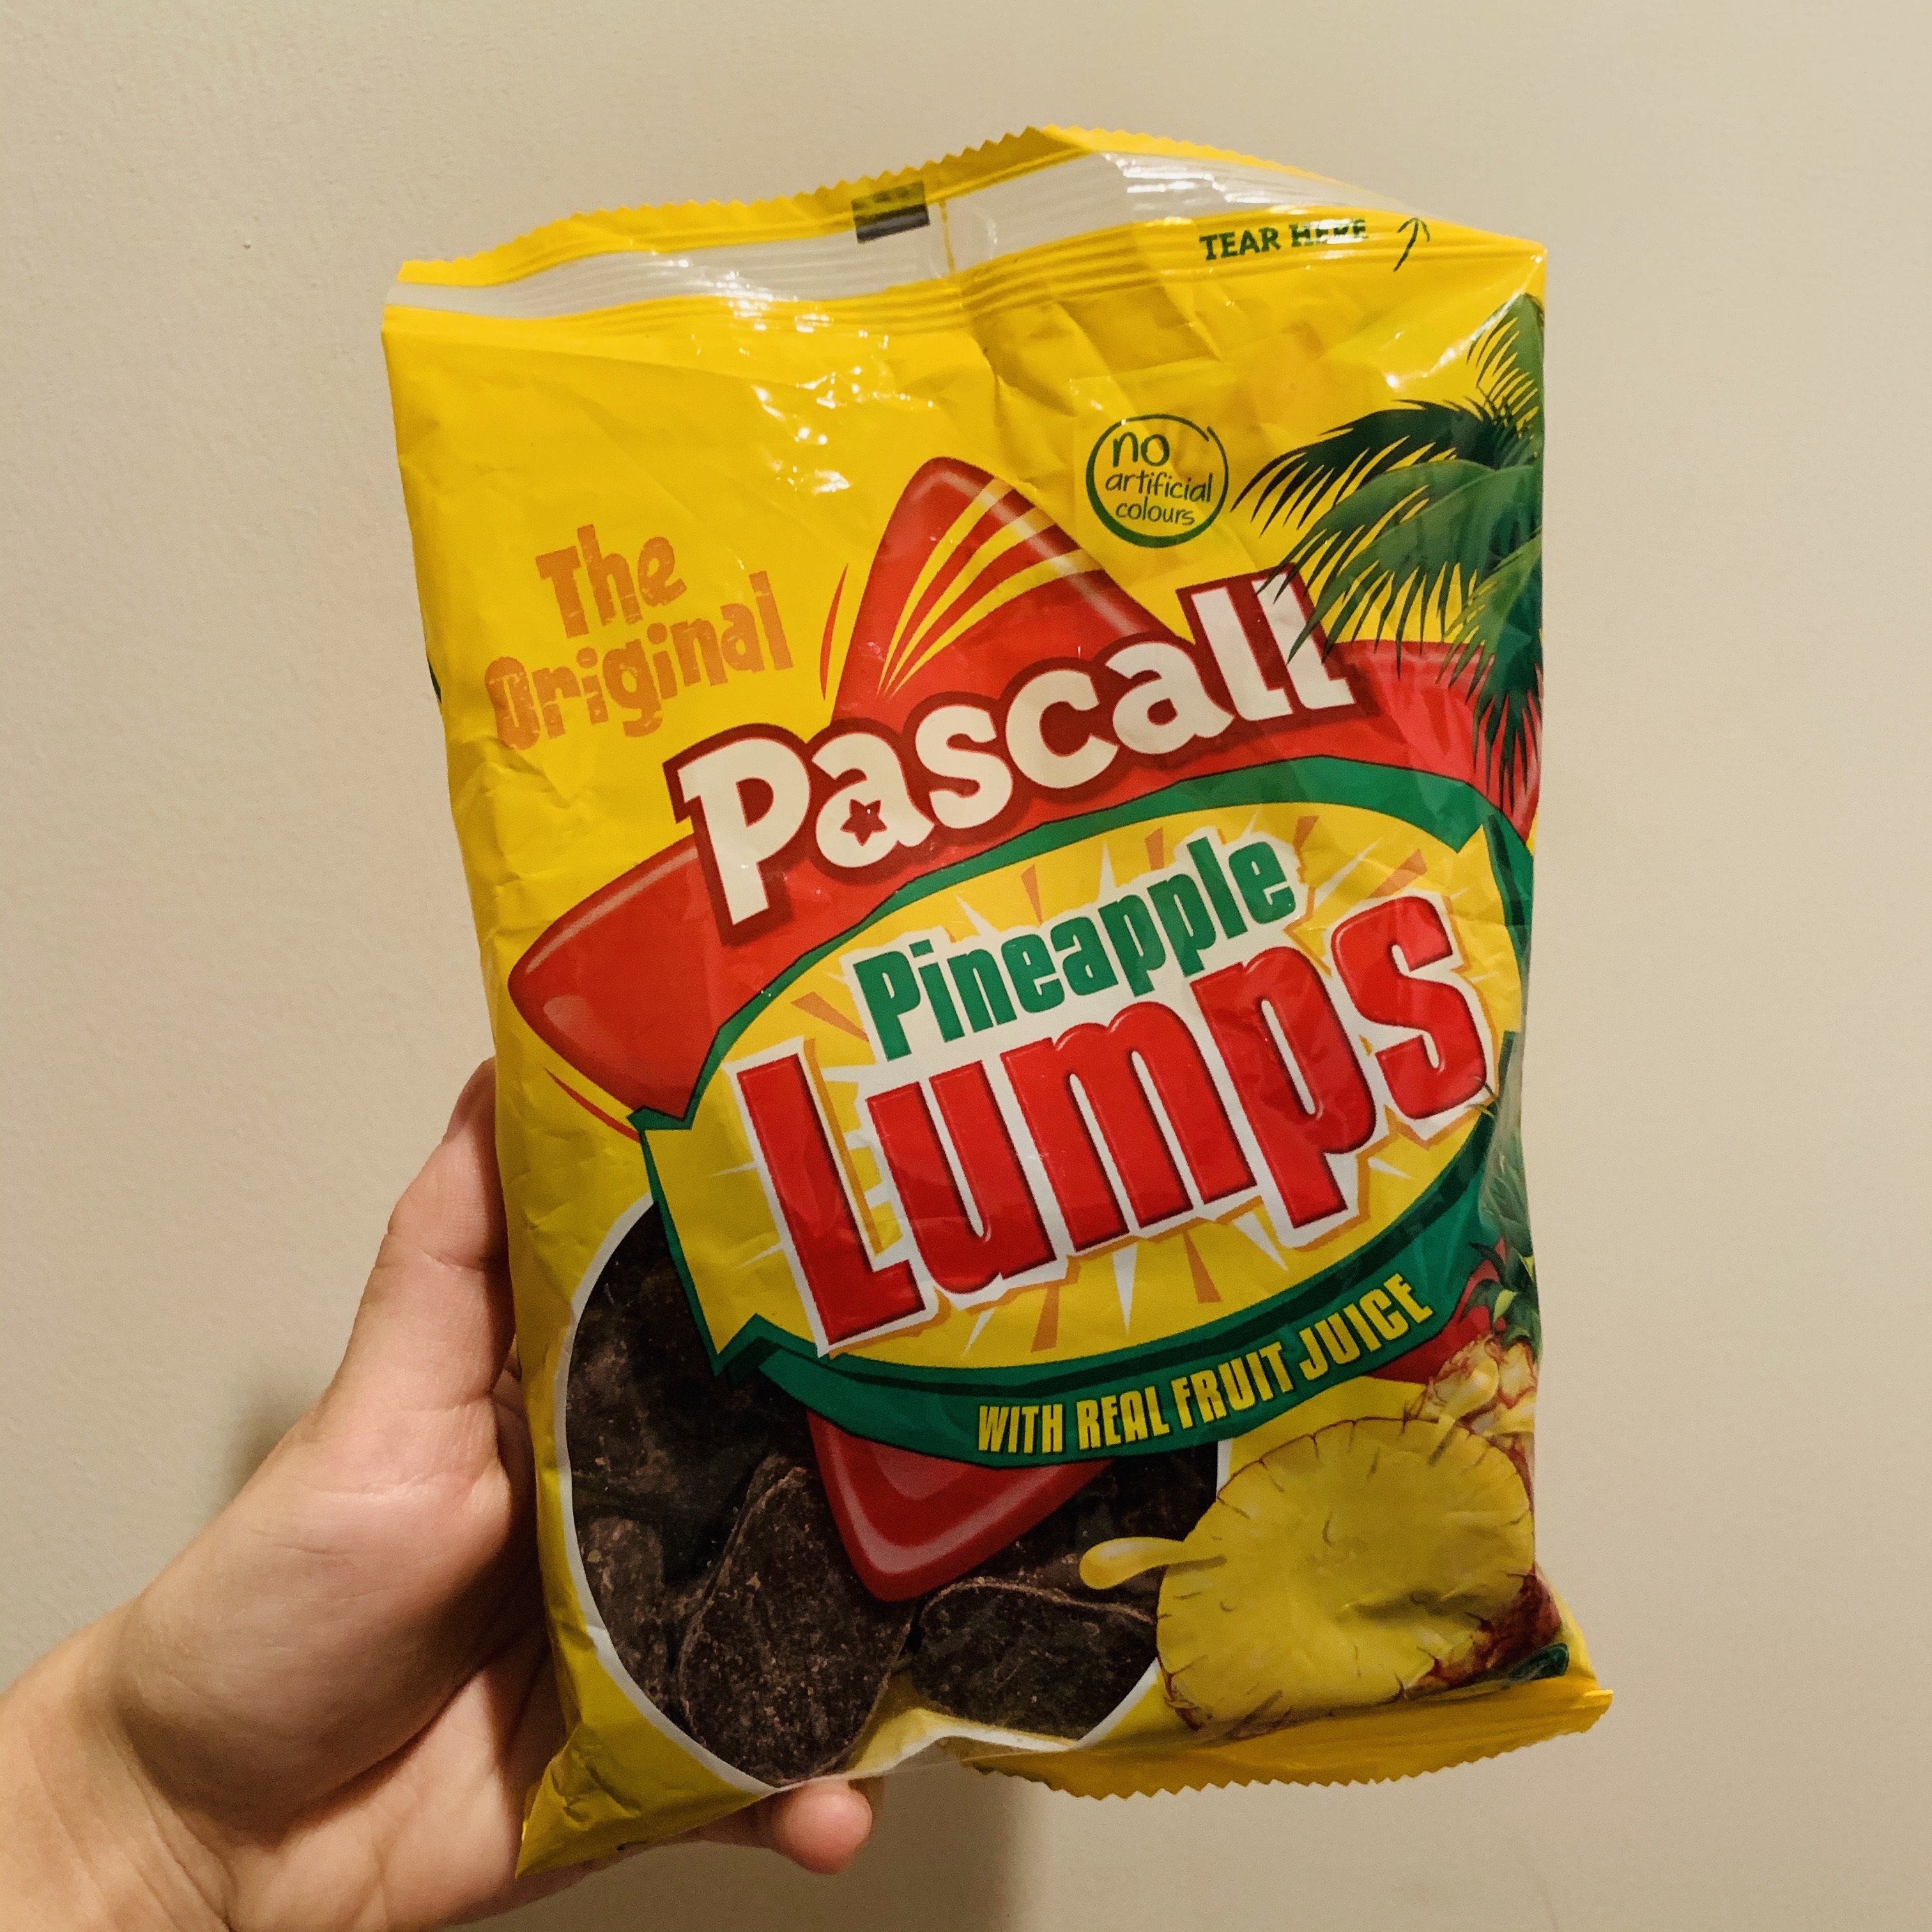 TEAR HERE
no
artificial
colours
The
Original
Pascall
Pineapple
Lumps
WITH REAL FRUIT JUICE